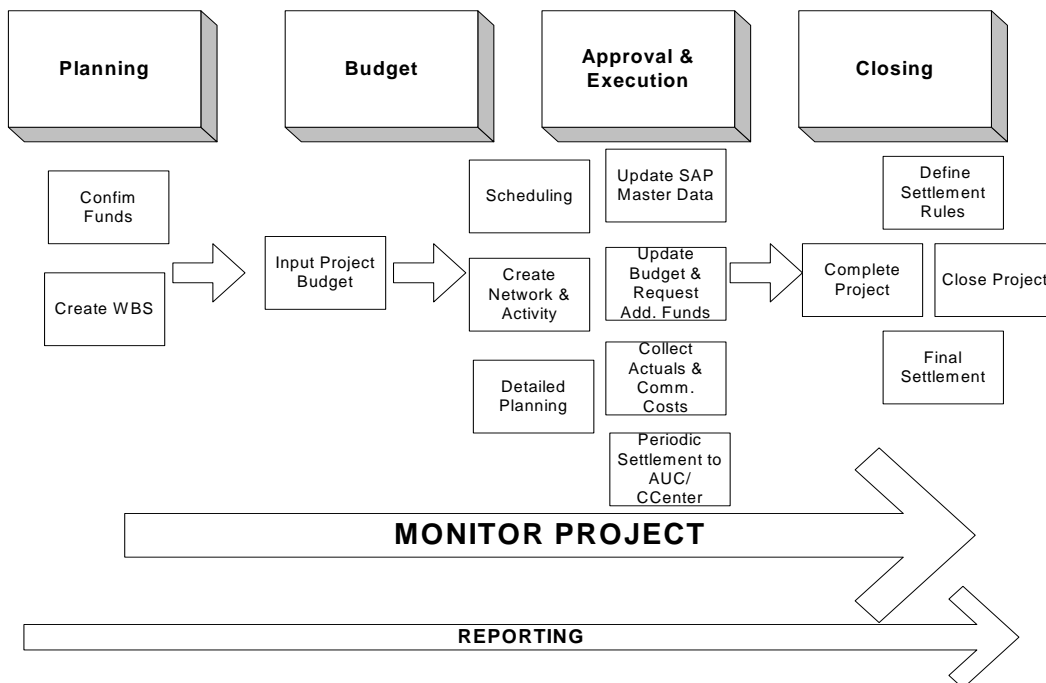 Planning
Budget
Approval &
Execution
Closing
Confim
Funds
Create WBS
Input Project
Budget
Scheduling
Create
Network &
Activity
Detailed
Planning
Update SAP
Master Data
Update
Budget &
Request
Add. Funds
Collect
Actuals &
Comm.
Costs
Periodic
Settlement to
AUC/
CCenter
Define
Settlement
Rules
Complete
Project
Close Project
Final
Settlement
MONITOR PROJECT
REPORTING